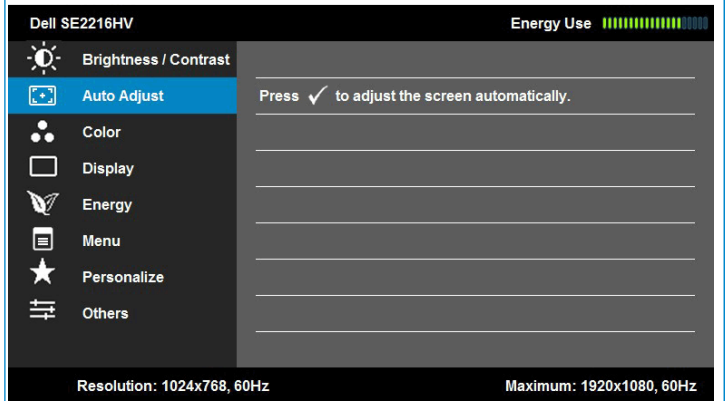 Dell SE2216HV Energy Use
Brightness / Contrast
Auto Adjust Press ✓ to adjust the screen automatically.
Color
Display
Energy
Menu
Personalize
Others
Resolution: 1024x768, 60Hz Maximum: 1920x1080, 60Hz